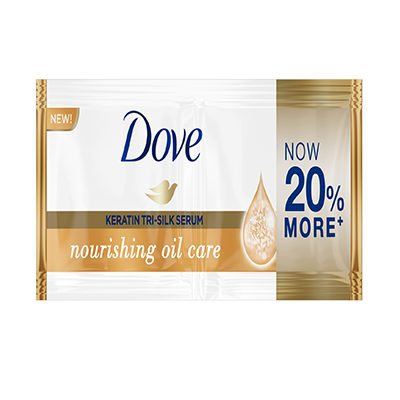 NEW!
Dove
KERATIN TRI-SILK SERUM
nourishing oil care
NOW
20%
MORE+